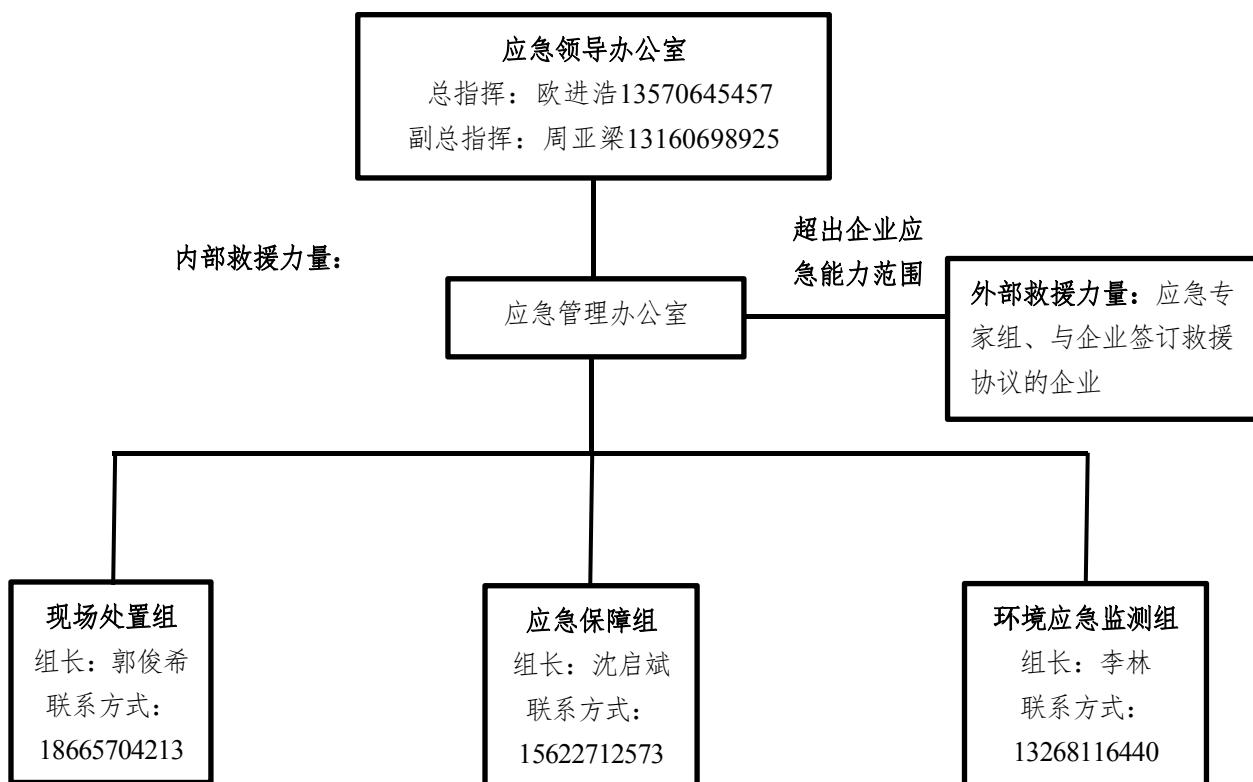 应急领导办公室
总指挥：欧进浩13570645457
副总指挥：周亚梁13160698925
内部救援力量：
超出企业应
急能力范围
应急管理办公室
外部救援力量：应急专
家组、与企业签订救援
协议的企业
现场处置组
组长：郭俊希
联系方式：
18665704213
应急保障组
组长：沈启斌
联系方式：
15622712573
环境应急监测组
组长：李林
联系方式：
13268116440